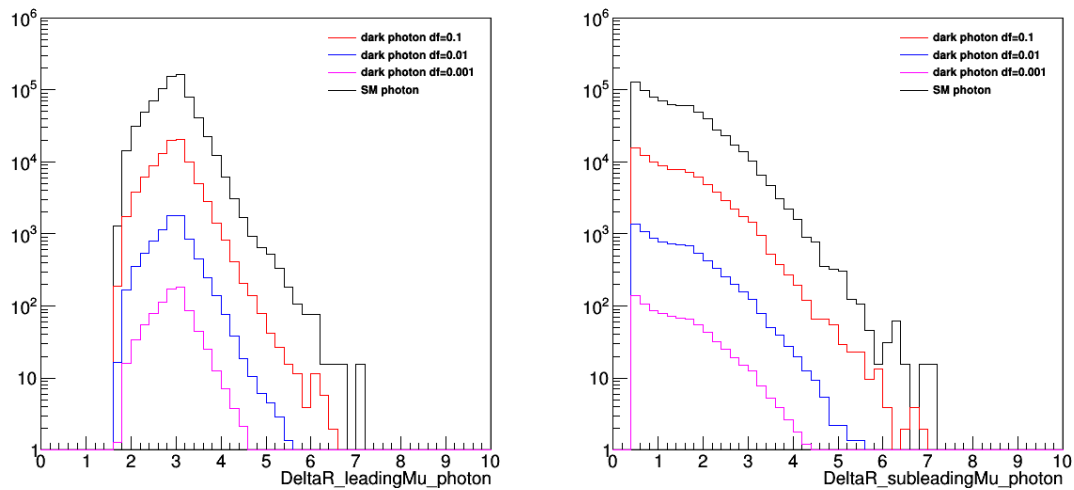 10^6
dark photon df=0.1
dark photon df=0.01
dark photon df=0.001
SM photon
10^5
10^4
10^3
10^2
10
1
0 1 2 3 4 5 6 7 8 9 10
DeltaR_leadingMu_photon
10^6
dark photon df=0.1
dark photon df=0.01
dark photon df=0.001
SM photon
10^5
10^4
10^3
10^2
10
1
0 1 2 3 4 5 6 7 8 9 10
DeltaR_subleadingMu_photon